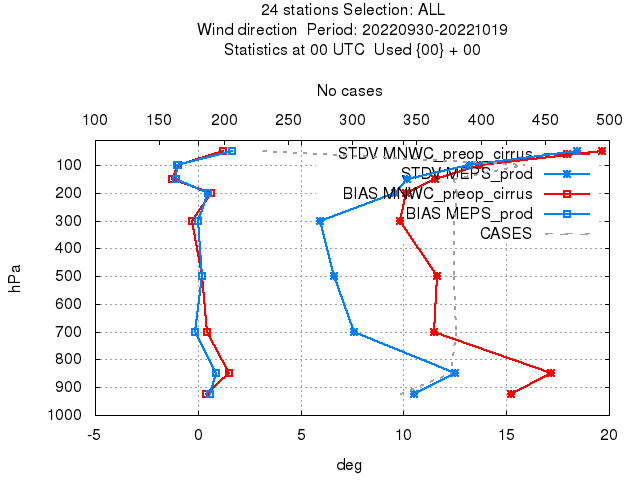 24 stations Selection: ALL
Wind direction  Period: 20220930-20221019
Statistics at 00 UTC  Used {00} + 00
No cases
100 150 200 250 300 350 400 450 500
STDV MNWC_preop_cirrus
100
STDV MEPS_prod
200 BIAS MNWC_preop_cirrus
BIAS MEPS_prod
300
CASES
400
hPa
500
600
700
800
900
1000
-5 0 5 10 15 20
deg